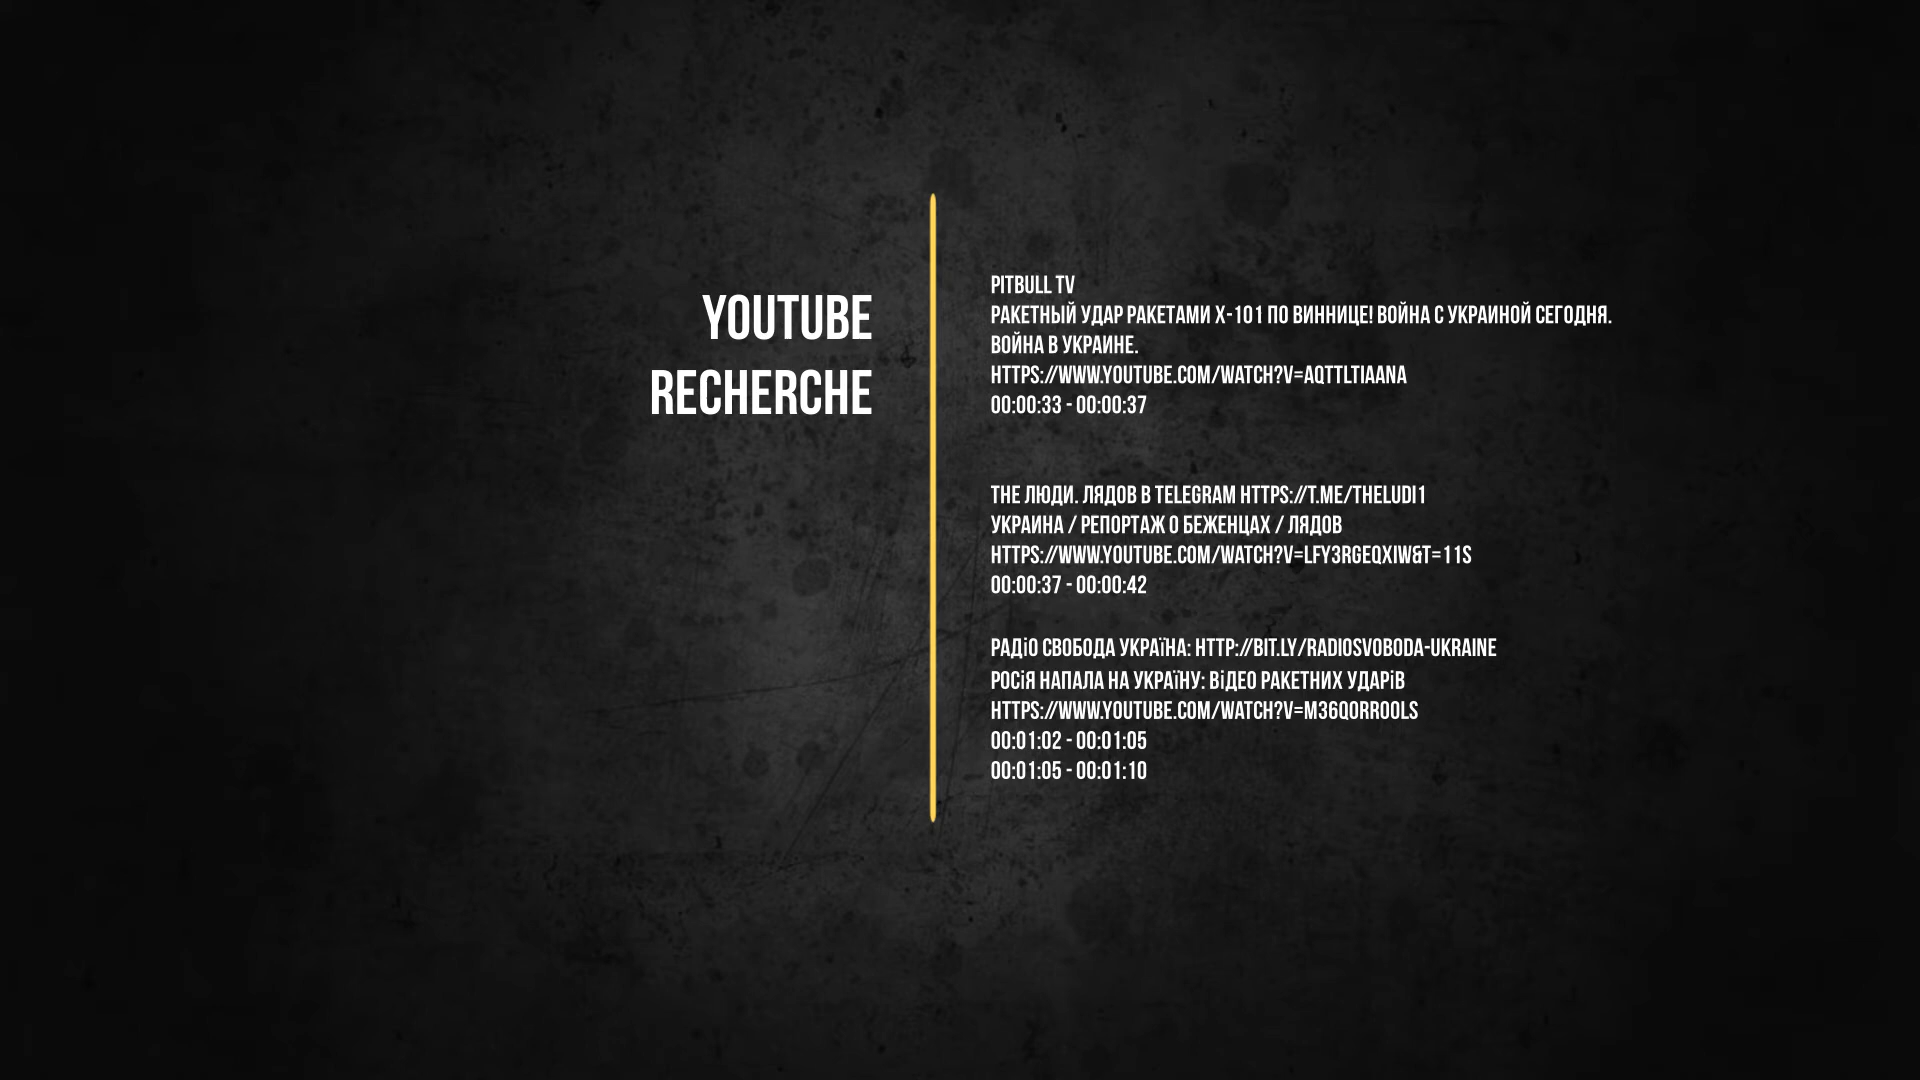 YOUTUBE
RECHERCHE
PITBULL TV
РАКЕТНЫЙ УДАР РАКЕТАМИ Х-101 ПО ВИННИЦЕ! ВОЙНА С УКРАИНОЙ СЕГОДНЯ.
ВОЙНА В УКРАИНЕ.
HTTPS://WWW.YOUTUBE.COM/WATCH?V=AQTTLTIAANA
00:00:33 - 00:00:37
THE ЛЮДИ. ЛЯДОВ В TELEGRAM HTTPS://T.ME/THELUDI1
УКРАИНА / РЕПОРТАЖ О БЕЖЕНЦАХ / ЛЯДОВ
HTTPS://WWW.YOUTUBE.COM/WATCH?V=LFY3RGEQXIW&T=11S
00:00:37 - 00:00:42
РАДіО СВОБОДА УКРАїНА: HTTP://BIT.LY/RADIOSVOBODA-UKRAINE
РОСіЯ НАПАЛА НА УКРАїНУ: ВіДЕО РАКЕТНИХ УДАРіВ
HTTPS://WWW.YOUTUBE.COM/WATCH?V=M36QORROOLS
00:01:02 - 00:01:05
00:01:05 - 00:01:10